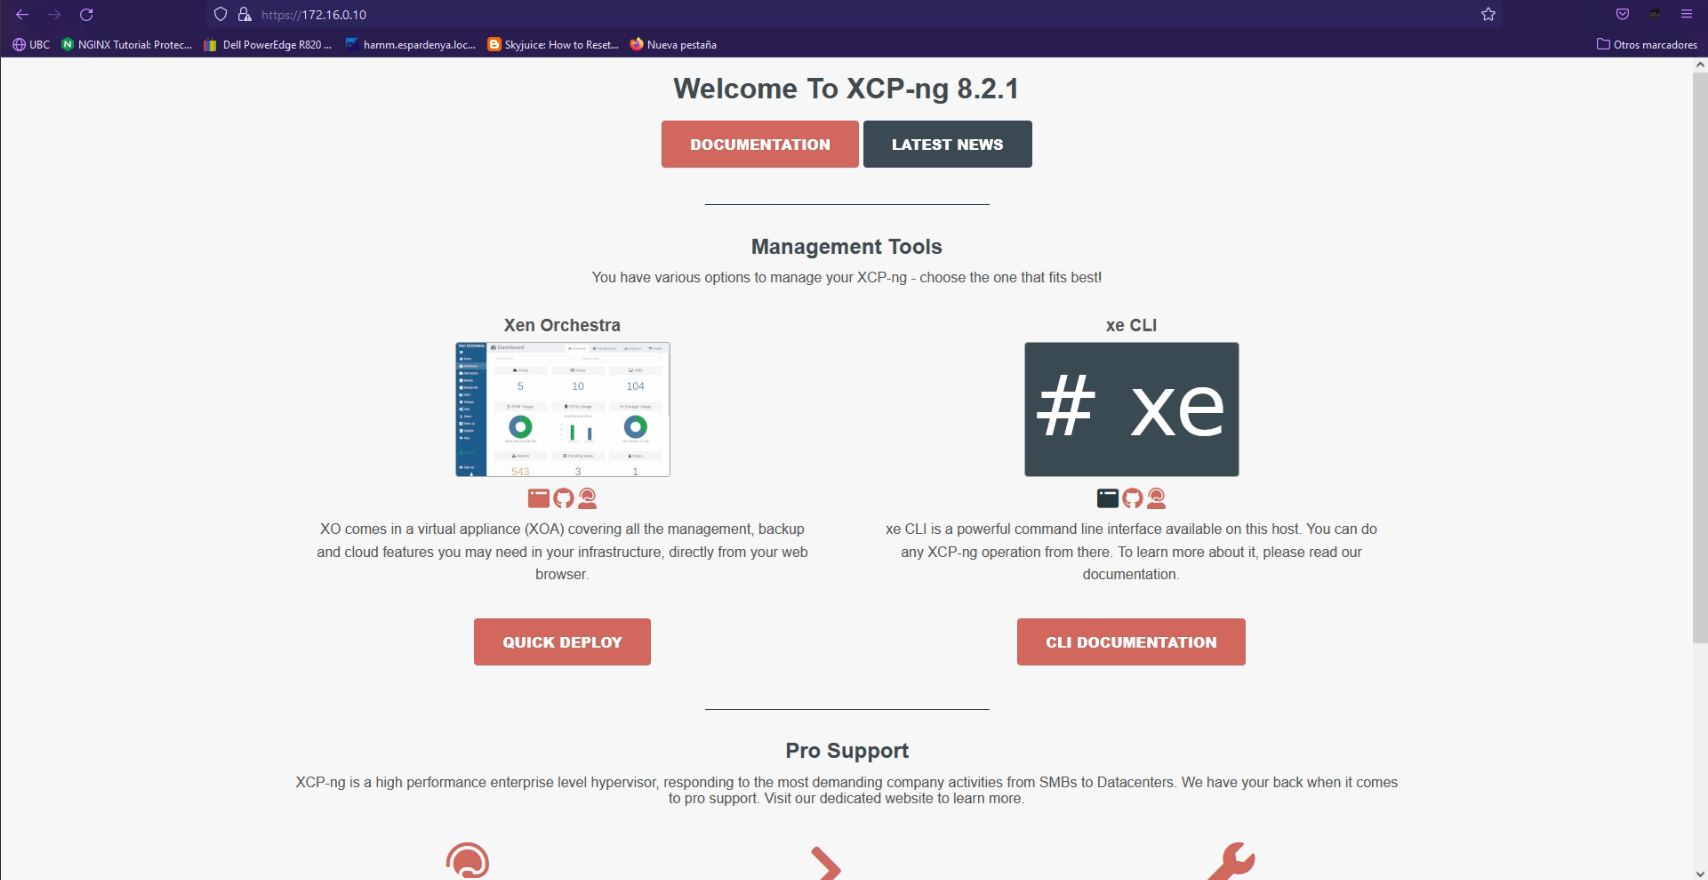 https://172.16.0.10
UBC
NGINX Tutorial: Protec...
Dell PowerEdge R820 ...
hamm.espardenya.loc...
Skyjuice: How to Reset...
Nueva pestaña
Otros marcadores
Welcome To XCP-ng 8.2.1
DOCUMENTATION
LATEST NEWS
Management Tools
You have various options to manage your XCP-ng - choose the one that fits best!
Xen Orchestra
xe CLI
Xen Orchestra
Dashboard
5
10
104
543
3
1
# xe
XO comes in a virtual appliance (XOA) covering all the management, backup
and cloud features you may need in your infrastructure, directly from your web
browser.
xe CLI is a powerful command line interface available on this host. You can do
any XCP-ng operation from there. To learn more about it, please read our
documentation.
QUICK DEPLOY
CLI DOCUMENTATION
Pro Support
XCP-ng is a high performance enterprise level hypervisor, responding to the most demanding company activities from SMBs to Datacenters. We have your back when it comes
to pro support. Visit our dedicated website to learn more.